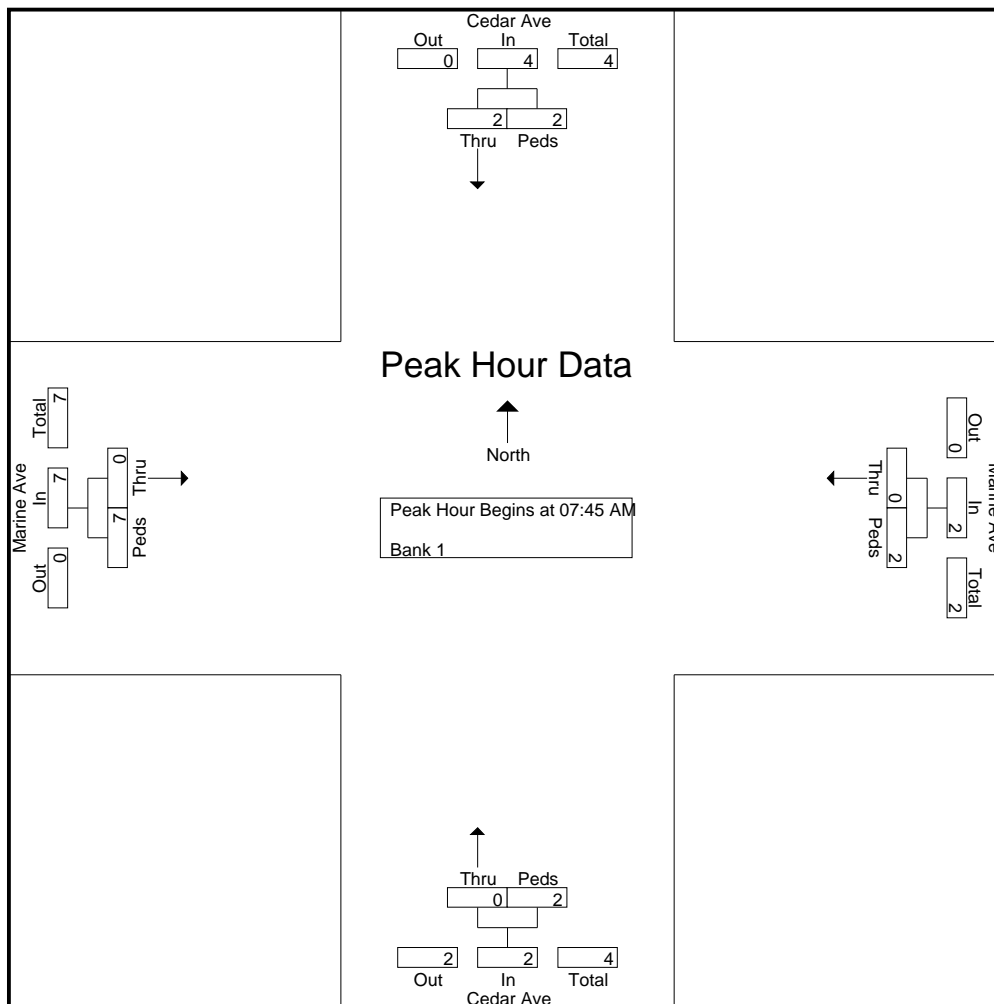 Cedar Ave
Out In Total
0 4 4
2 2
Thru Peds
Peak Hour Data
North
Peak Hour Begins at 07:45 AM
Bank 1
Marine Ave
Out In Total
0 7 7
0 7
Thru Peds
Marine Ave
Out In Total
0 2 2
0 2
Thru Peds
Thru Peds
0 2
2 2 4
Out In Total
Cedar Ave